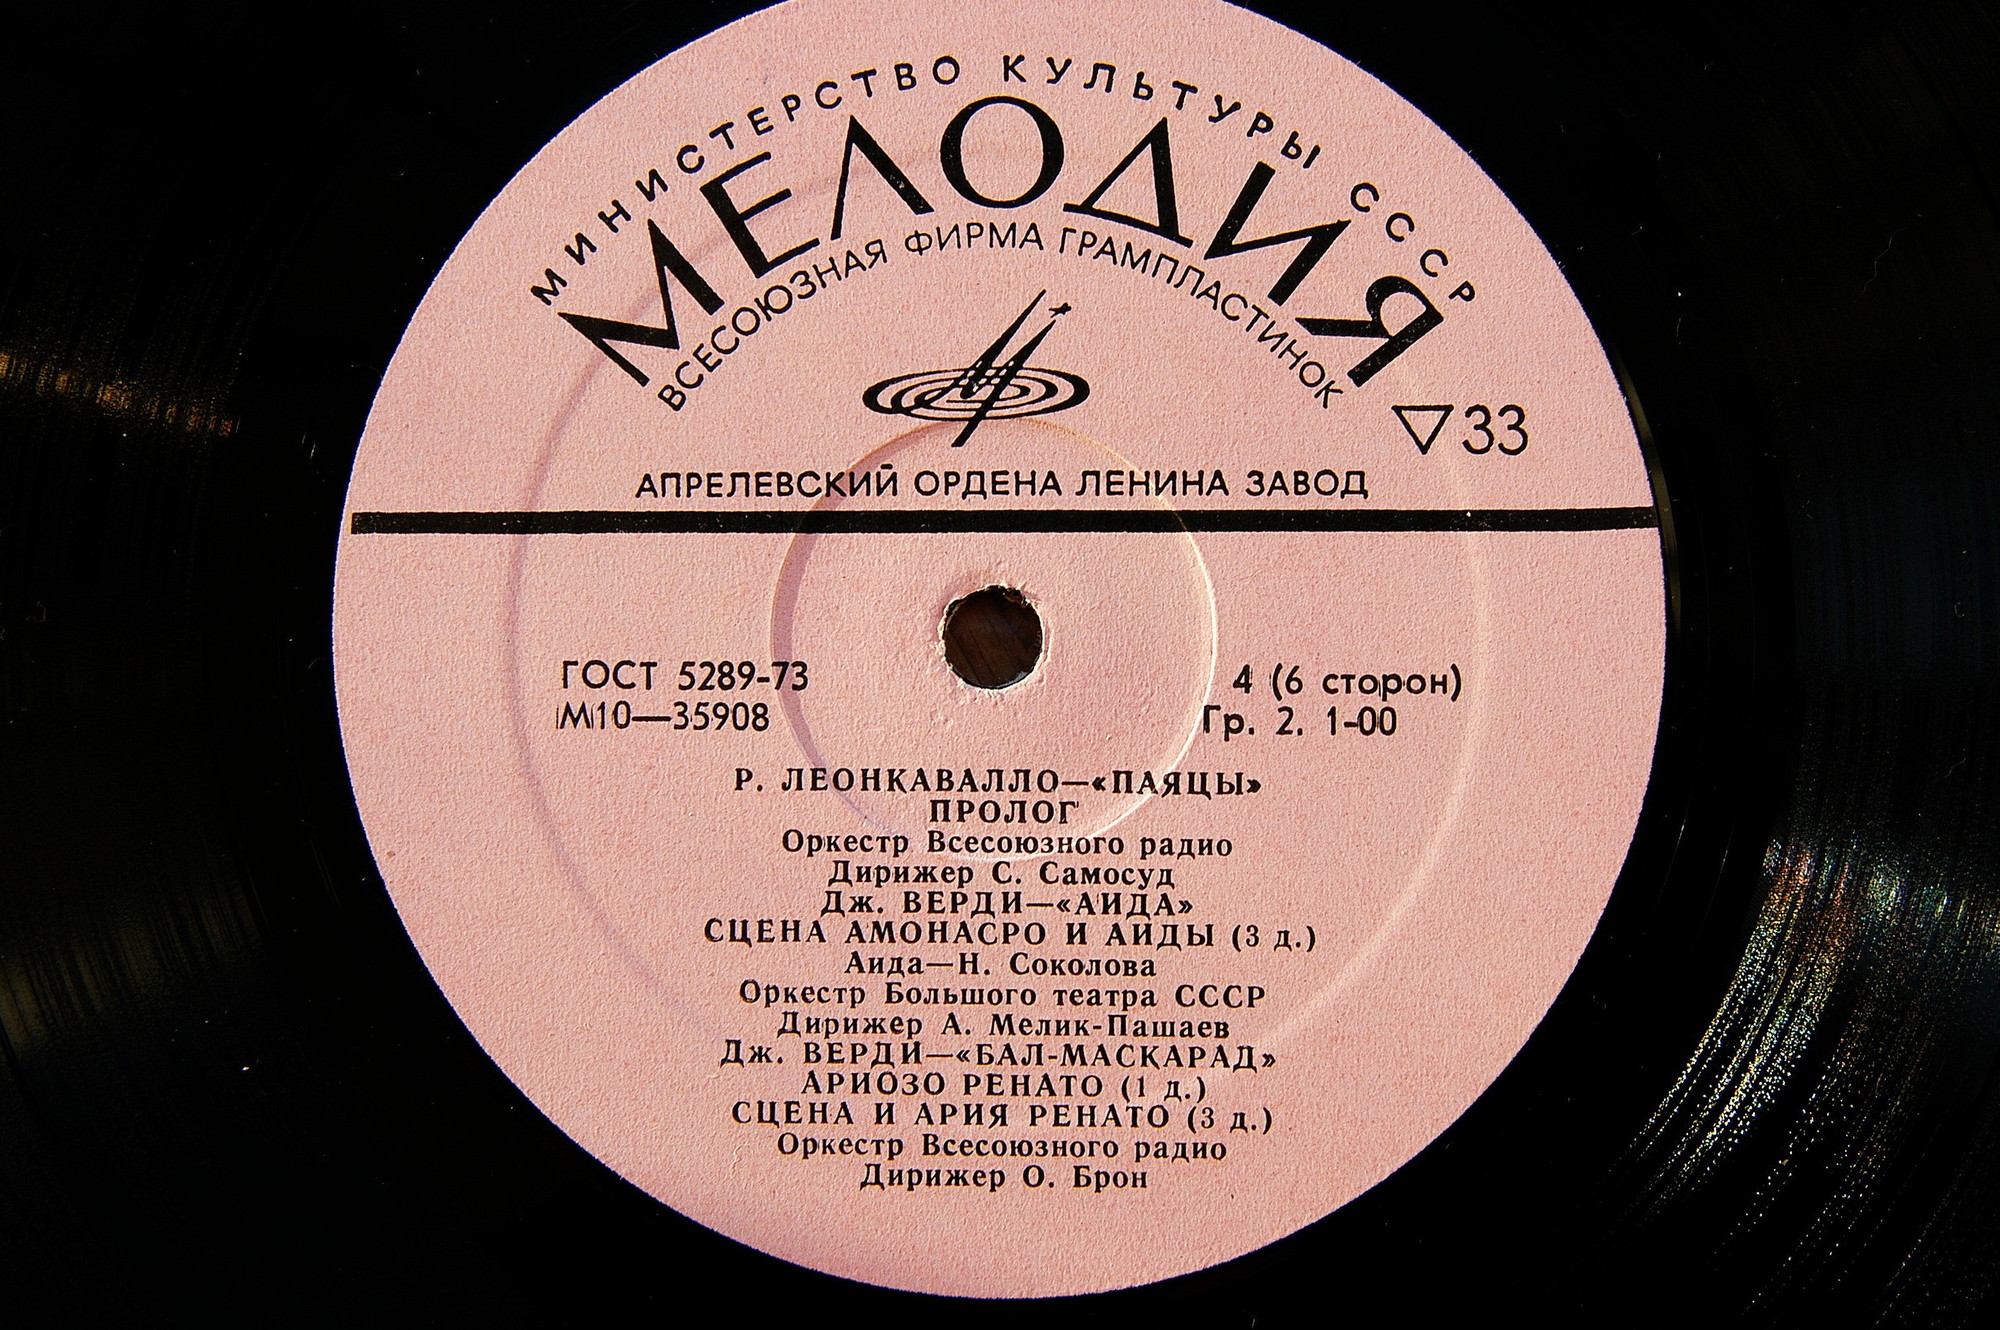 МИНИСТЕРСТВО КУЛЬТУРЫ СССР
МЕЛОДИЯ
ВСЕСОЮЗНАЯ ФИРМА ГРАМПЛАСТИНОК
▽33
АПРЕЛЕВСКИЙ ОРДЕНА ЛЕНИНА ЗАВОД
ГОСТ 5289-73
М10—35908
4 (6 сторон)
Гр. 2. 1-00
Р. ЛЕОНКАВАЛЛО—«ПАЯЦЫ»
ПРОЛОГ
Оркестр Всесоюзного радио
Дирижер С. Самосуд
Дж. ВЕРДИ—«АИДА»
СЦЕНА АМОНАСРО И АИДЫ (3 д.)
Аида—Н. Соколова
Оркестр Большого театра СССР
Дирижер А. Мелик-Пашаев
Дж. ВЕРДИ—«БАЛ-МАСКАРАД»
АРИОЗО РЕНАТО (1 д.)
СЦЕНА И АРИЯ РЕНАТО (3 д.)
Оркестр Всесоюзного радио
Дирижер О. Брон